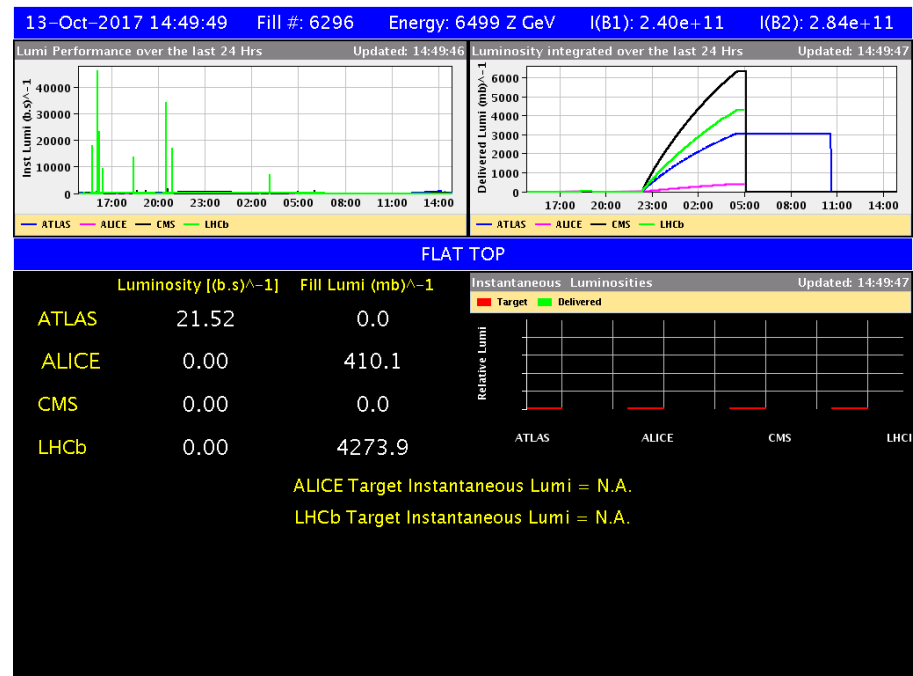 13-Oct-2017 14:49:49 Fill #: 6296 Energy: 6499 Z GeV I(B1): 2.40e+11 I(B2): 2.84e+11
Lumi Performance over the last 24 Hrs Updated: 14:49:46
Inst Lumi (b.s)^-1
40000
30000
20000
10000
0
17:00 20:00 23:00 02:00 05:00 08:00 11:00 14:00
ATLAS ALICE CMS LHCb
Luminosity integrated over the last 24 Hrs Updated: 14:49:47
Delivered Lumi (mb)^-1
6000
5000
4000
3000
2000
1000
0
17:00 20:00 23:00 02:00 05:00 08:00 11:00 14:00
ATLAS ALICE CMS LHCb
FLAT TOP
Luminosity [(b.s)^-1] Fill Lumi (mb)^-1
ATLAS 21.52 0.0
ALICE 0.00 410.1
CMS 0.00 0.0
LHCb 0.00 4273.9
Instantaneous Luminosities Updated: 14:49:47
Target Delivered
Relative Lumi
ATLAS ALICE CMS LHCl
ALICE Target Instantaneous Lumi = N.A.
LHCb Target Instantaneous Lumi = N.A.